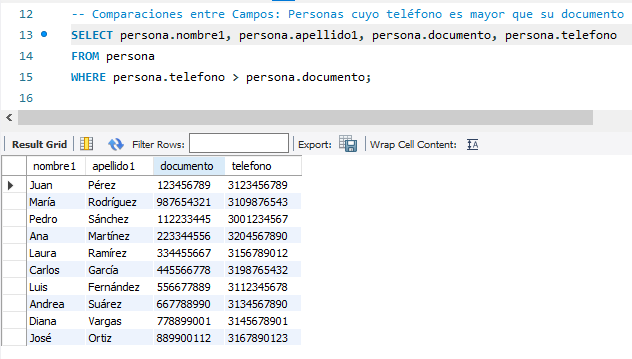 12 -- Comparaciones entre Campos: Personas cuyo teléfono es mayor que su documento
13 SELECT persona.nombre1, persona.apellido1, persona.documento, persona.telefono
14 FROM persona
15 WHERE persona.telefono > persona.documento;
16
Result Grid Filter Rows: Export: Wrap Cell Content: IA
nombre1 apellido1 documento telefono
Juan Pérez 123456789 3123456789
María Rodríguez 987654321 3109876543
Pedro Sánchez 112233445 3001234567
Ana Martínez 223344556 3204567890
Laura Ramírez 334455667 3156789012
Carlos García 445566778 3198765432
Luis Fernández 556677889 3112345678
Andrea Suárez 667788990 3134567890
Diana Vargas 778899001 3145678901
José Ortiz 889900112 3167890123